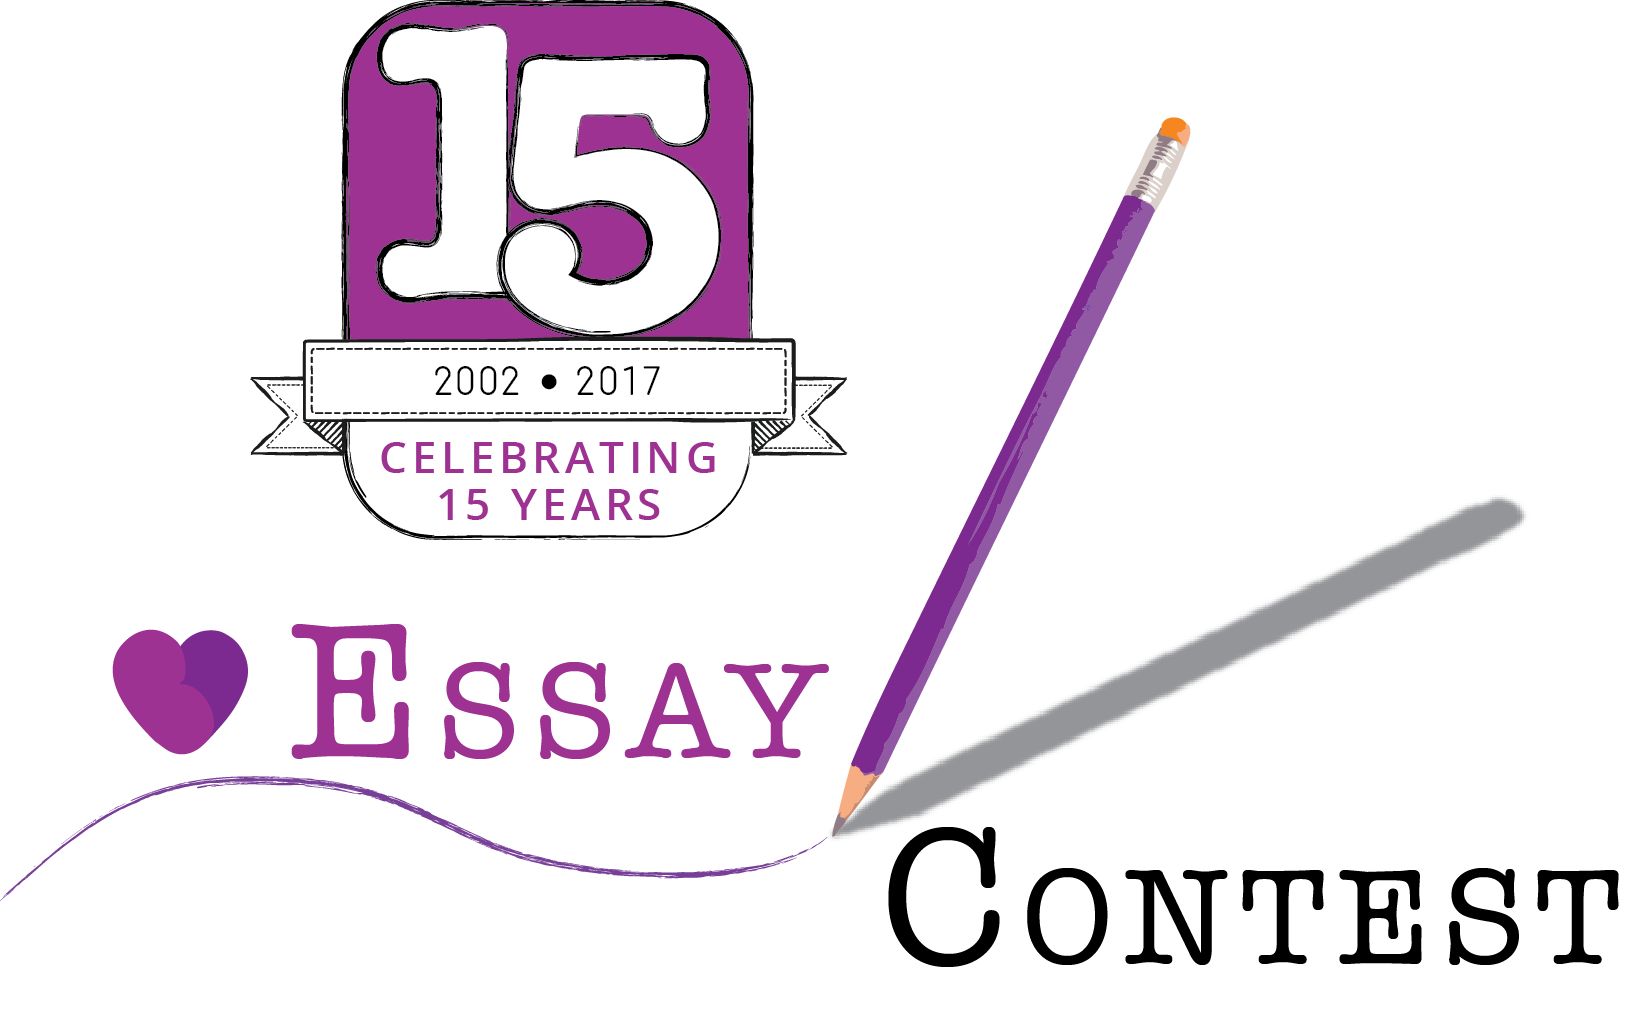 15
2002 • 2017
CELEBRATING
15 YEARS
ESSAY
CONTEST